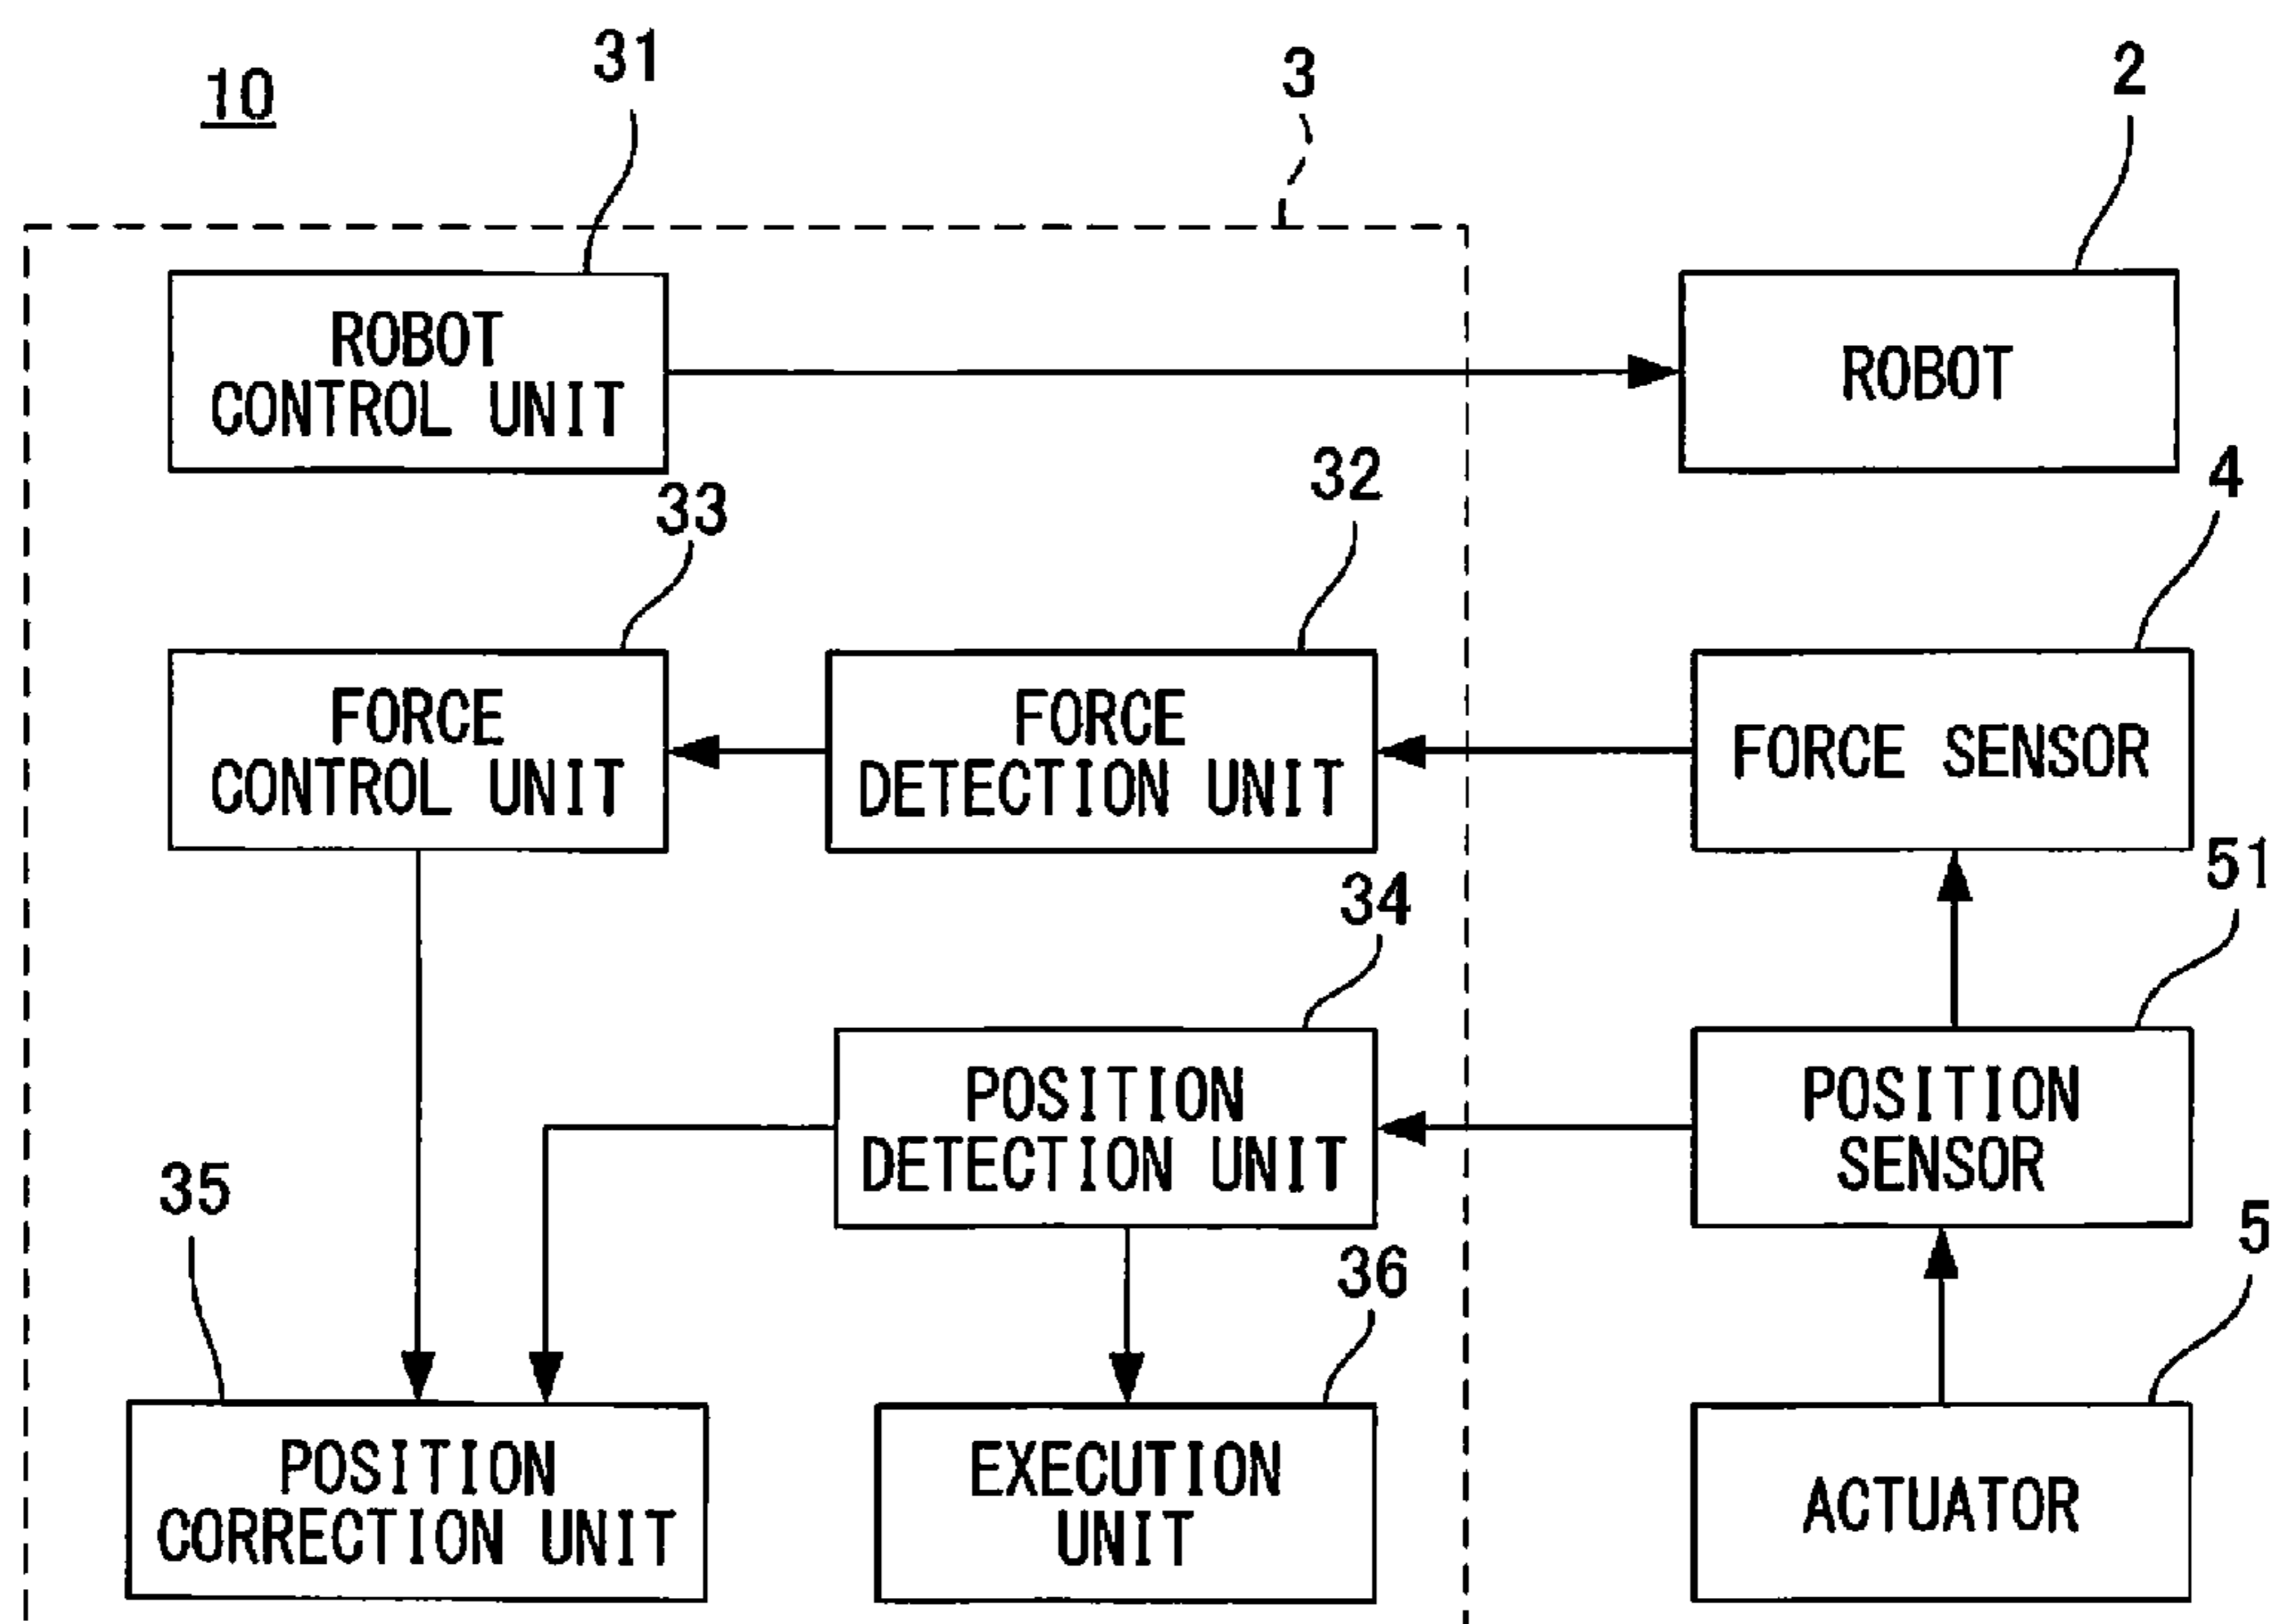 10
31
3
2
ROBOT
CONTROL UNIT
ROBOT
33
32
4
FORCE
CONTROL UNIT
FORCE
DETECTION UNIT
FORCE SENSOR
34
51
POSITION
DETECTION UNIT
POSITION
SENSOR
35
36
5
POSITION
CORRECTION UNIT
EXECUTION
UNIT
ACTUATOR